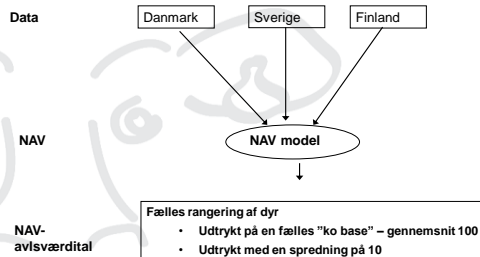 Data
Danmark
Sverige
Finland
NAV
NAV model
NAV-
avlsværdital
Fælles rangering af dyr
• Udtrykt på en fælles ”ko base” – gennemsnit 100
• Udtrykt med en spredning på 10